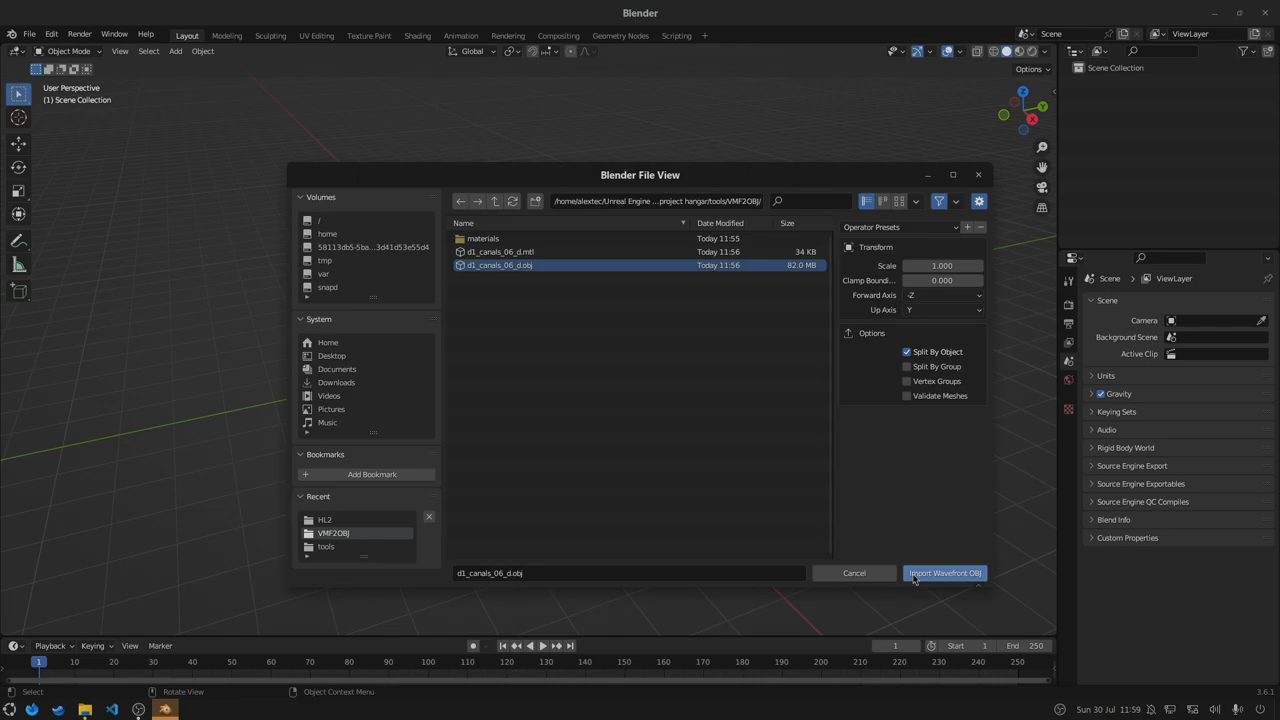 Blender
File Edit Render Window Help Layout Modeling Sculpting UV Editing Texture Paint Shading Animation Rendering Compositing Geometry Nodes Scripting + Scene ViewLayer
Object Mode View Select Add Object Global
Options
User Perspective
(1) Scene Collection
Scene Collection
Z
Y
X
Blender File View
Volumes
/
home
58113db5-5ba...3d41d53e55d4
tmp
var
snapd
System
Home
Desktop
Documents
Downloads
Videos
Pictures
Music
Bookmarks
+ Add Bookmark
Recent
HL2
VMF2OBJ
tools
/home/alextec/Unreal Engine ...project hangar/tools/VMF2OBJ/
Name Date Modified Size
materials Today 11:55
d1_canals_06_d.mtl Today 11:56 34 KB
d1_canals_06_d.obj Today 11:56 82.0 MB
d1_canals_06_d.obj
Cancel
Import Wavefront OBJ
Operator Presets
Transform
Scale 1.000
Clamp Boundi... 0.000
Forward Axis -Z
Up Axis Y
Options
Split By Object
Split By Group
Vertex Groups
Validate Meshes
Scene ViewLayer
Scene
Camera
Background Scene
Active Clip
Units
Gravity
Keying Sets
Audio
Rigid Body World
Source Engine Export
Source Engine Exportables
Source Engine QC Compiles
Blend Info
Custom Properties
Playback Keying View Marker 1 Start 1 End 250
1 10 20 30 40 50 60 70 80 90 100 110 120 130 140 150 160 170 180 190 200 210 220 230 240 250
Select Rotate View Object Context Menu 3.6.1
Sun 30 Jul 11:59